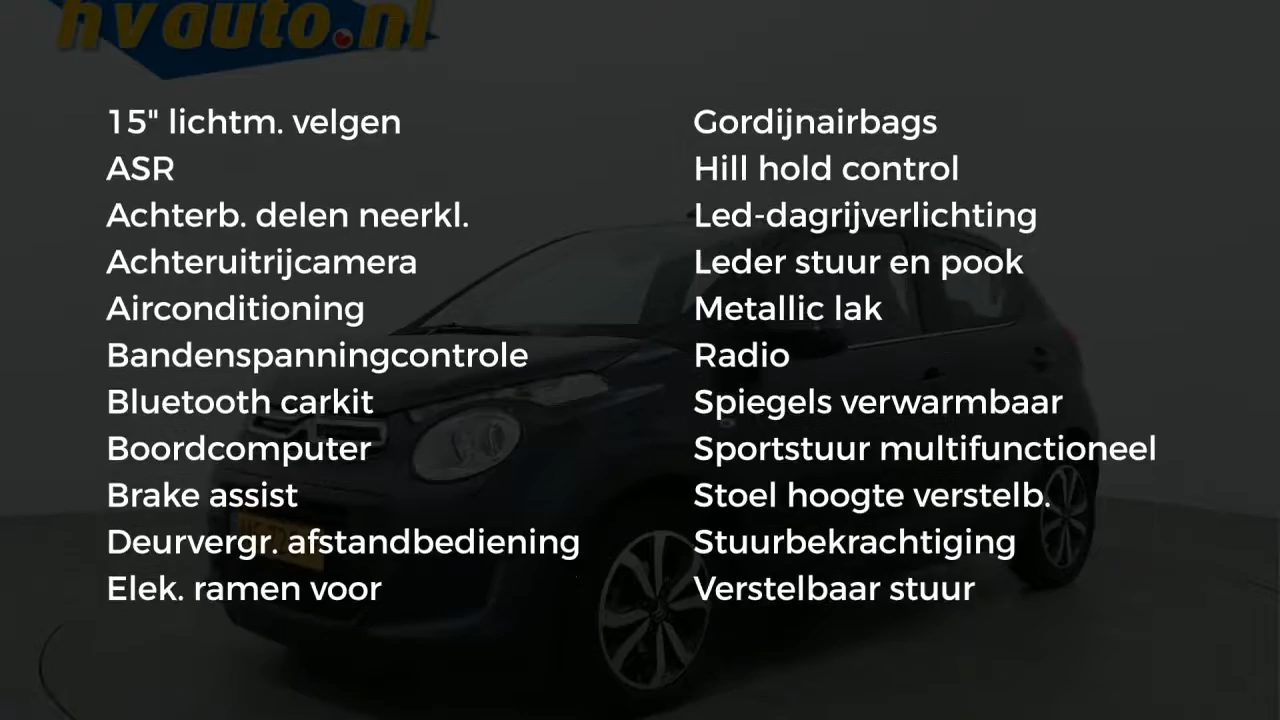 hvauto.nl
15" lichtm. velgen
ASR
Achterb. delen neerkl.
Achteruitrijcamera
Airconditioning
Bandenspanningcontrole
Bluetooth carkit
Boordcomputer
Brake assist
Deurvergr. afstandbediening
Elek. ramen voor
Gordijnairbags
Hill hold control
Led-dagrijverlichting
Leder stuur en pook
Metallic lak
Radio
Spiegels verwarmbaar
Sportstuur multifunctioneel
Stoel hoogte verstelb.
Stuurbekrachtiging
Verstelbaar stuur